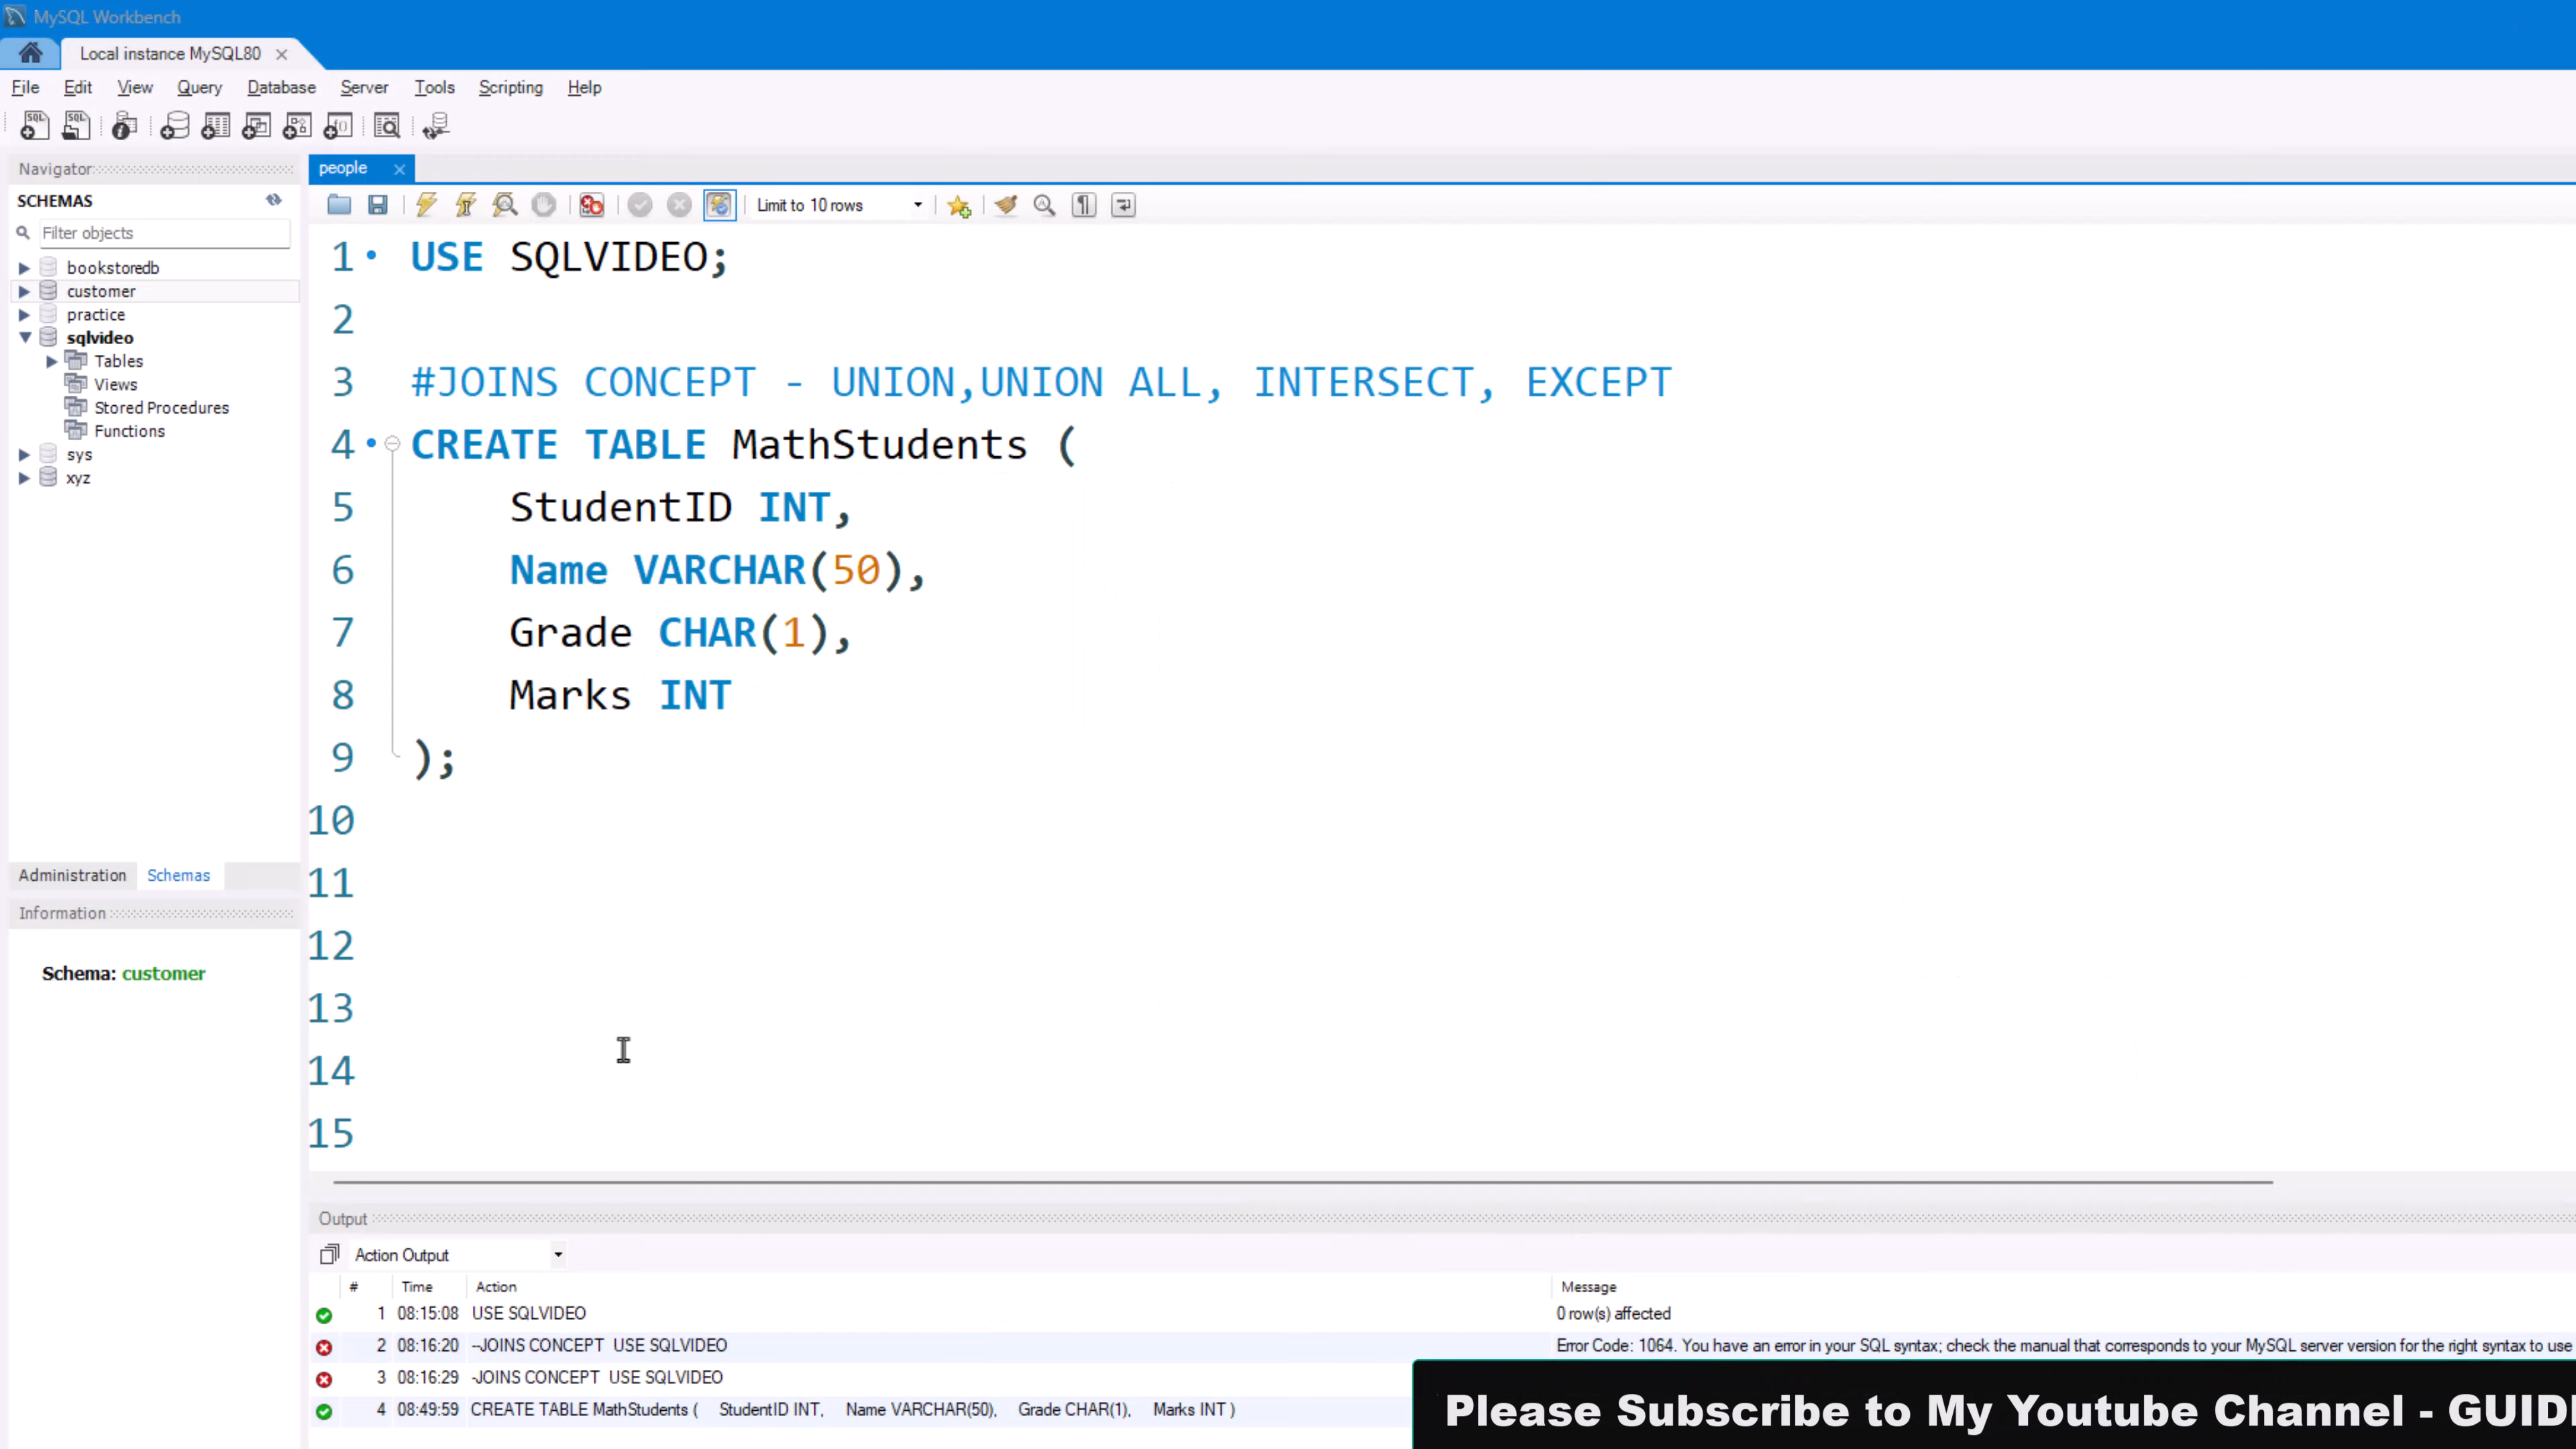 MySQL Workbench
Local instance MySQL80
File Edit View Query Database Server Tools Scripting Help
Navigator
people
SCHEMAS
Limit to 10 rows
Filter objects
bookstoredb
customer
practice
sqlvideo
Tables
Views
Stored Procedures
Functions
sys
xyz
1 USE SQLVIDEO;
2
3 #JOINS CONCEPT - UNION,UNION ALL, INTERSECT, EXCEPT
4 CREATE TABLE MathStudents (
5 StudentID INT,
6 Name VARCHAR(50),
7 Grade CHAR(1),
8 Marks INT
9 );
10
11
12
13
14
15
Administration Schemas
Information
Schema: customer
Output
Action Output
# Time Action Message
1 08:15:08 USE SQLVIDEO 0 row(s) affected
2 08:16:20 --JOINS CONCEPT USE SQLVIDEO Error Code: 1064. You have an error in your SQL syntax; check the manual that corresponds to your MySQL server version for the right syntax to use
3 08:16:29 -JOINS CONCEPT USE SQLVIDEO
4 08:49:59 CREATE TABLE MathStudents ( StudentID INT, Name VARCHAR(50), Grade CHAR(1), Marks INT )
Please Subscribe to My Youtube Channel - GUID